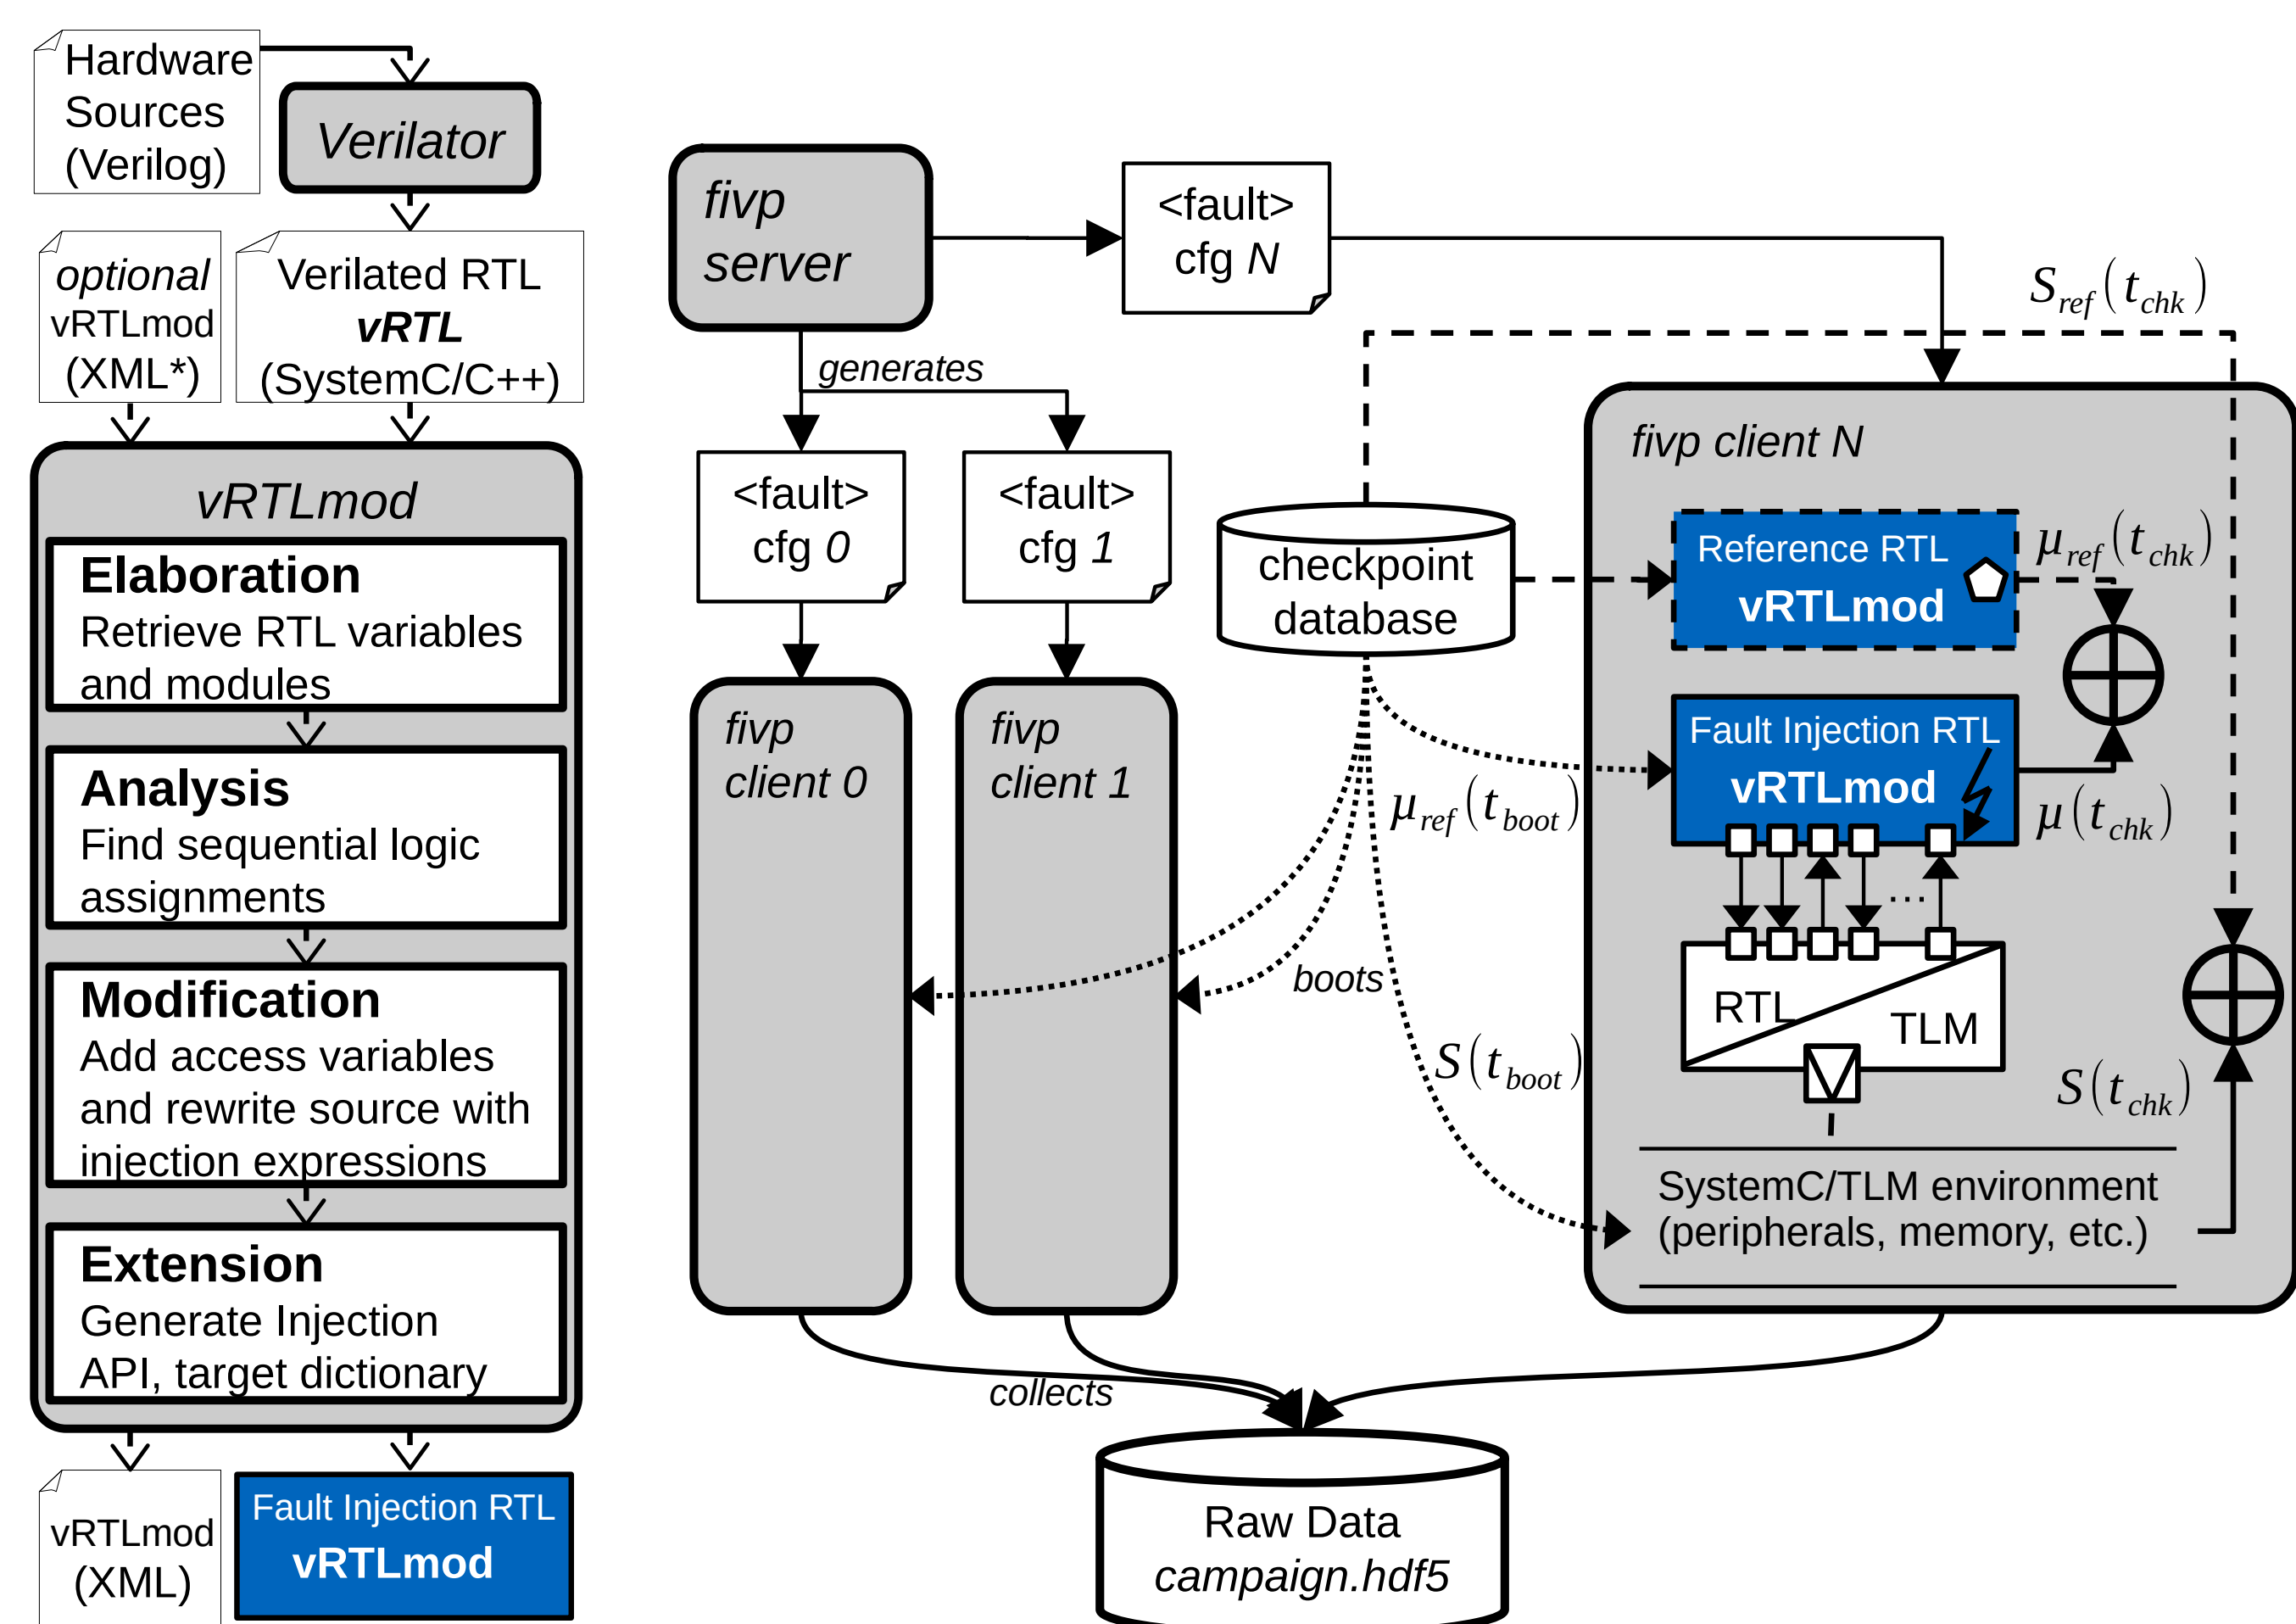 Hardware
Sources
(Verilog)
Verilator
optional
vRTLmod
(XML*)
Verilated RTL
vRTL
(SystemC/C++)
vRTLmod
Elaboration
Retrieve RTL variables
and modules
Analysis
Find sequential logic
assignments
Modification
Add access variables
and rewrite source with
injection expressions
Extension
Generate Injection
API, target dictionary
vRTLmod
(XML)
Fault Injection RTL
vRTLmod
fivp
server
<fault>
cfg N
generates
<fault>
cfg 0
<fault>
cfg 1
fivp
client 0
fivp
client 1
checkpoint
database
boots
μ_ref(t_boot)
S(t_boot)
S_ref(t_chk)
fivp client N
Reference RTL
vRTLmod
μ_ref(t_chk)
Fault Injection RTL
vRTLmod
μ(t_chk)
...
RTL
TLM
S(t_chk)
SystemC/TLM environment
(peripherals, memory, etc.)
collects
Raw Data
campaign.hdf5